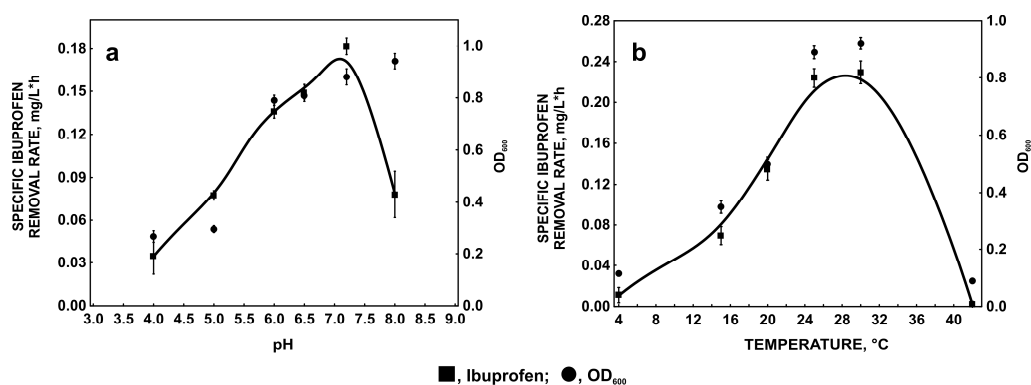 a
SPECIFIC IBUPROFEN
REMOVAL RATE, mg/L*h
0.18
0.15
0.12
0.09
0.06
0.03
0.00
1.0
0.8
0.6
0.4
0.2
0.0
OD600
3.0 3.5 4.0 4.5 5.0 5.5 6.0 6.5 7.0 7.5 8.0 8.5 9.0
pH
b
SPECIFIC IBUPROFEN
REMOVAL RATE, mg/L*h
0.28
0.24
0.20
0.16
0.12
0.08
0.04
0.00
1.0
0.8
0.6
0.4
0.2
0.0
OD600
4 8 12 16 20 24 28 32 36 40
TEMPERATURE, °C
, Ibuprofen; , OD600